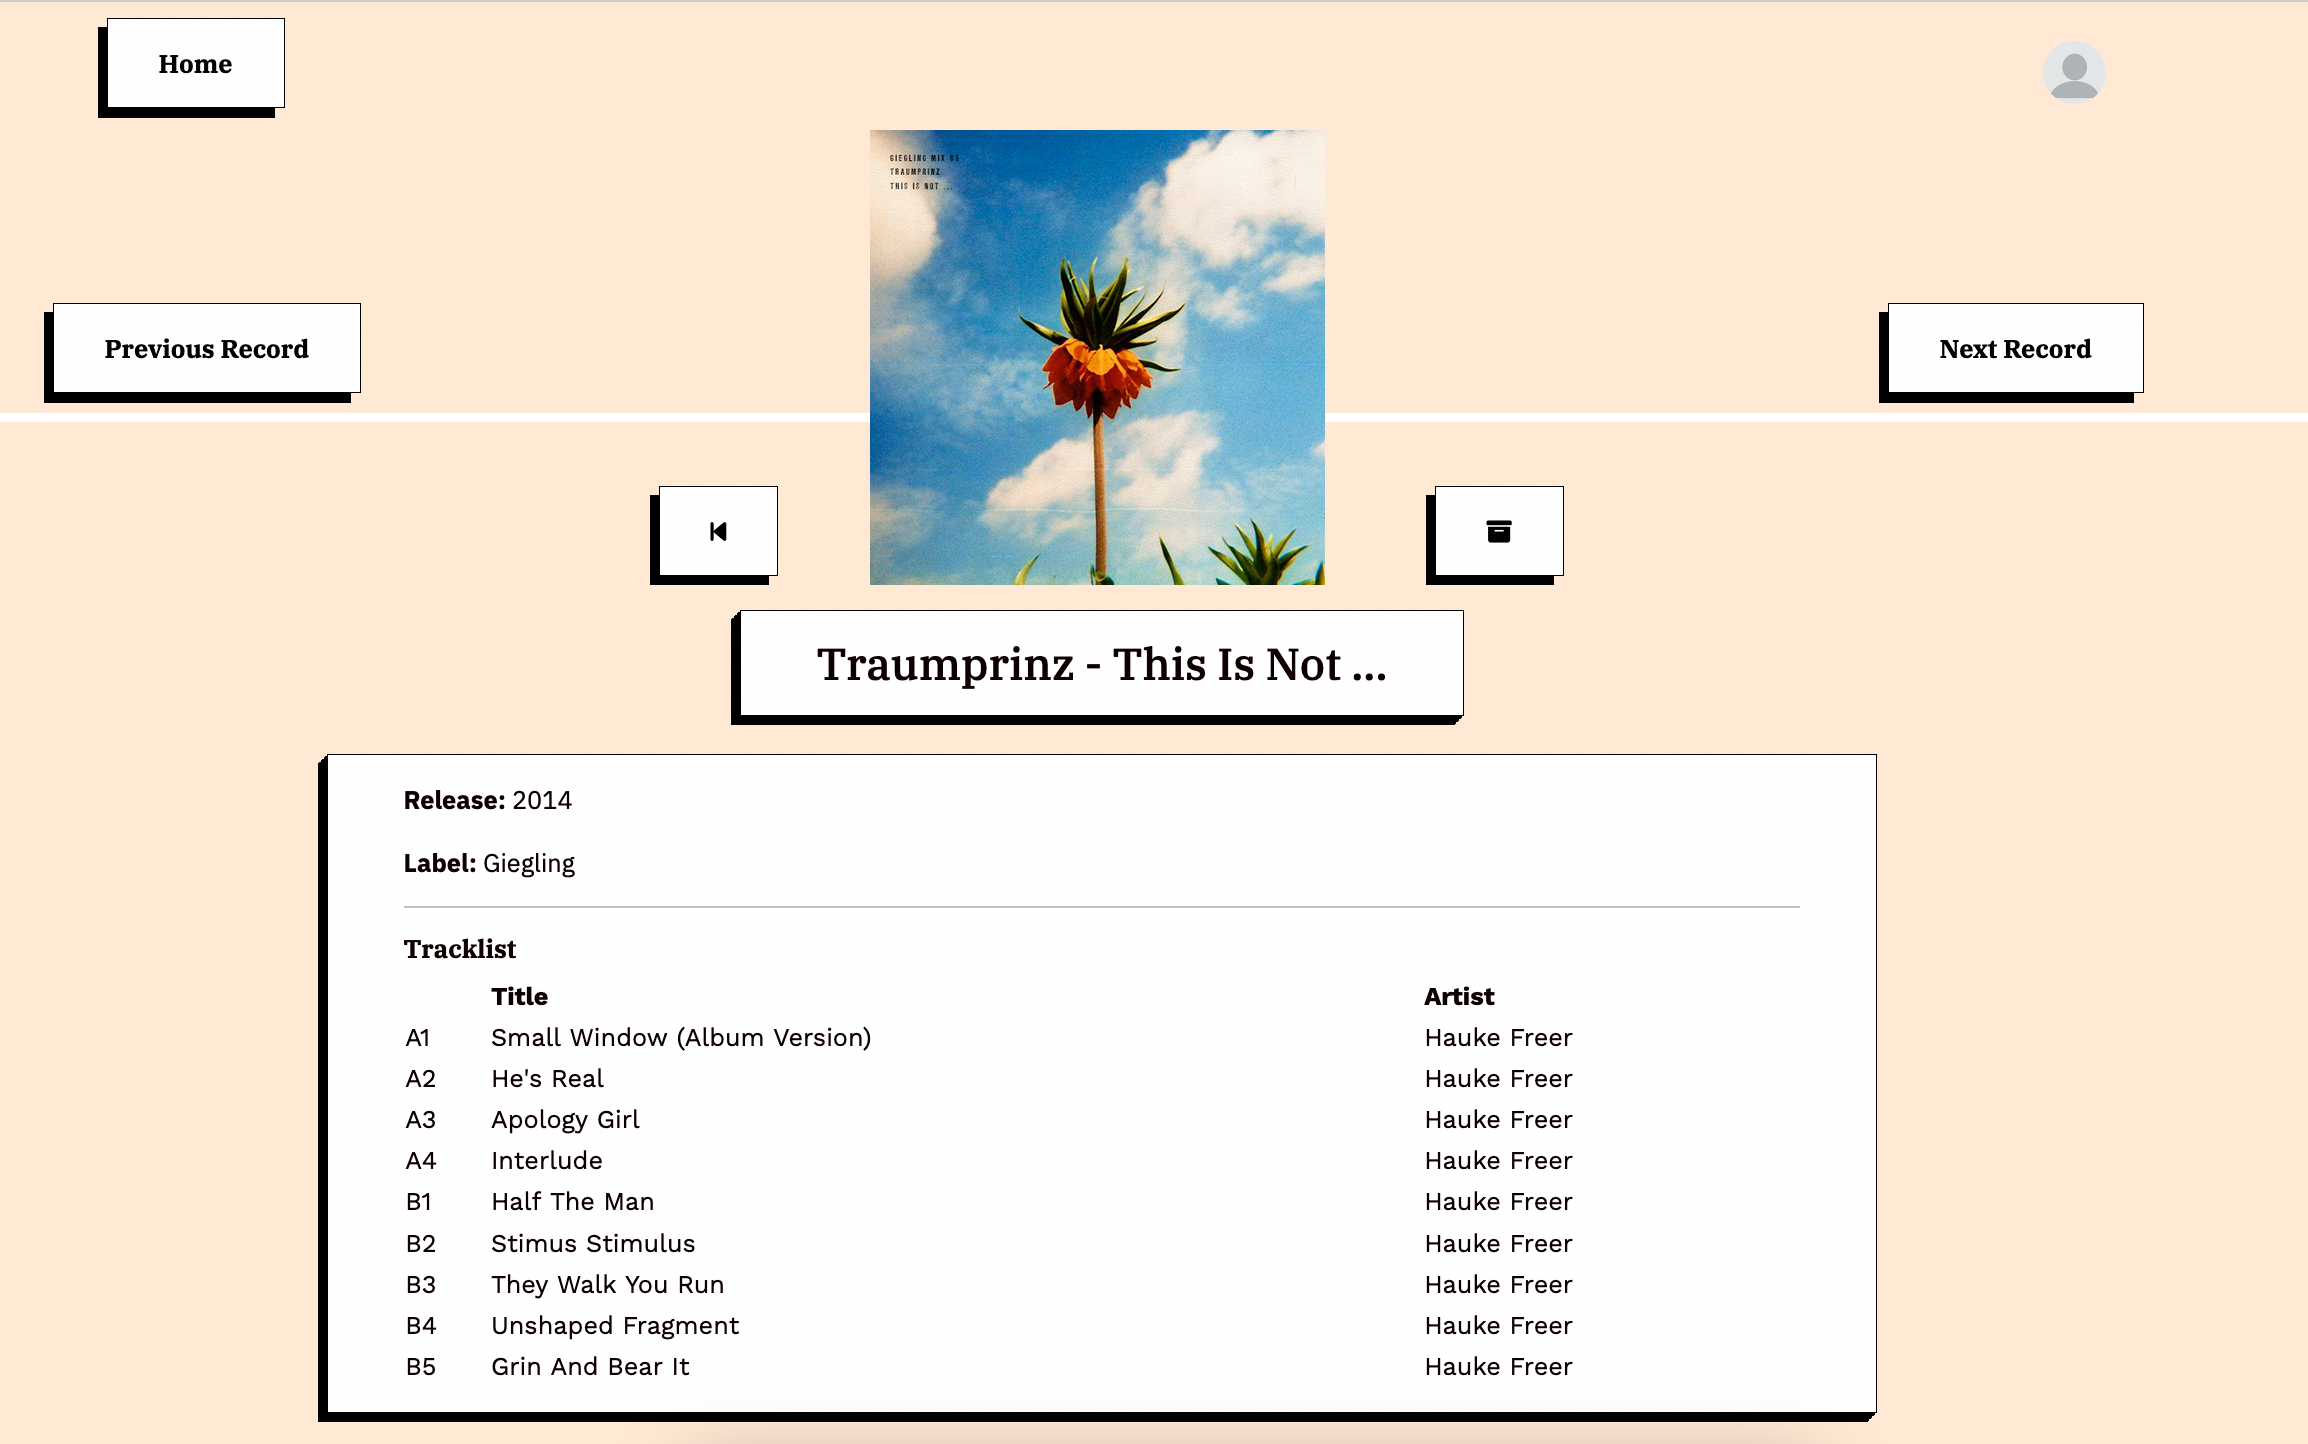 Home
GIEGLING MIX 05
TRAUMPRINZ
THIS IS NOT ...
Previous Record
Next Record
Traumprinz - This Is Not ...
Release: 2014
Label: Giegling
Tracklist
Title Artist
A1 Small Window (Album Version) Hauke Freer
A2 He's Real Hauke Freer
A3 Apology Girl Hauke Freer
A4 Interlude Hauke Freer
B1 Half The Man Hauke Freer
B2 Stimus Stimulus Hauke Freer
B3 They Walk You Run Hauke Freer
B4 Unshaped Fragment Hauke Freer
B5 Grin And Bear It Hauke Freer